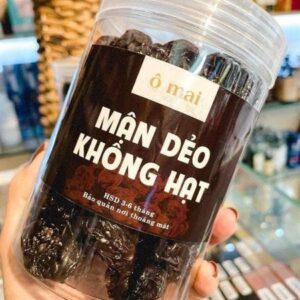 ô mai
MẬN DẺO
KHỔNG HẠT
HSD 3-6 tháng
Bảo quản nơi thoáng mát